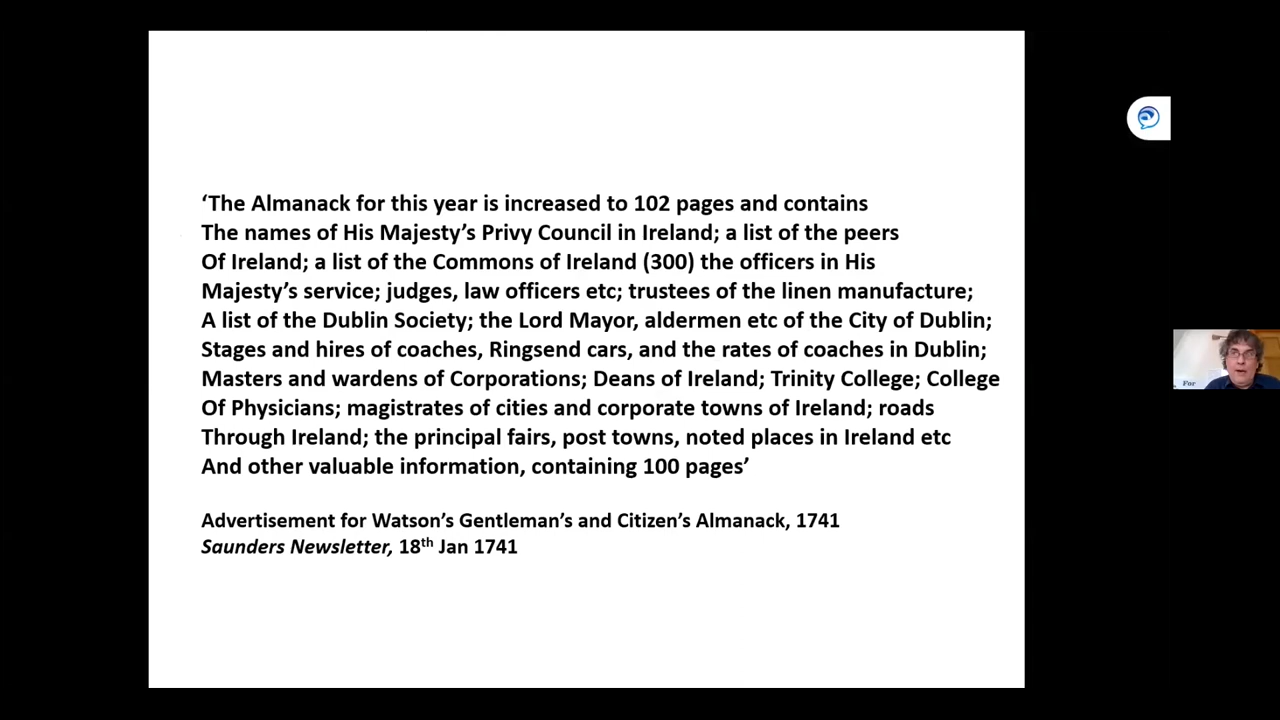 ‘The Almanack for this year is increased to 102 pages and contains
The names of His Majesty’s Privy Council in Ireland; a list of the peers
Of Ireland; a list of the Commons of Ireland (300) the officers in His
Majesty’s service; judges, law officers etc; trustees of the linen manufacture;
A list of the Dublin Society; the Lord Mayor, aldermen etc of the City of Dublin;
Stages and hires of coaches, Ringsend cars, and the rates of coaches in Dublin;
Masters and wardens of Corporations; Deans of Ireland; Trinity College; College
Of Physicians; magistrates of cities and corporate towns of Ireland; roads
Through Ireland; the principal fairs, post towns, noted places in Ireland etc
And other valuable information, containing 100 pages’
Advertisement for Watson’s Gentleman’s and Citizen’s Almanack, 1741
Saunders Newsletter, 18th Jan 1741
For